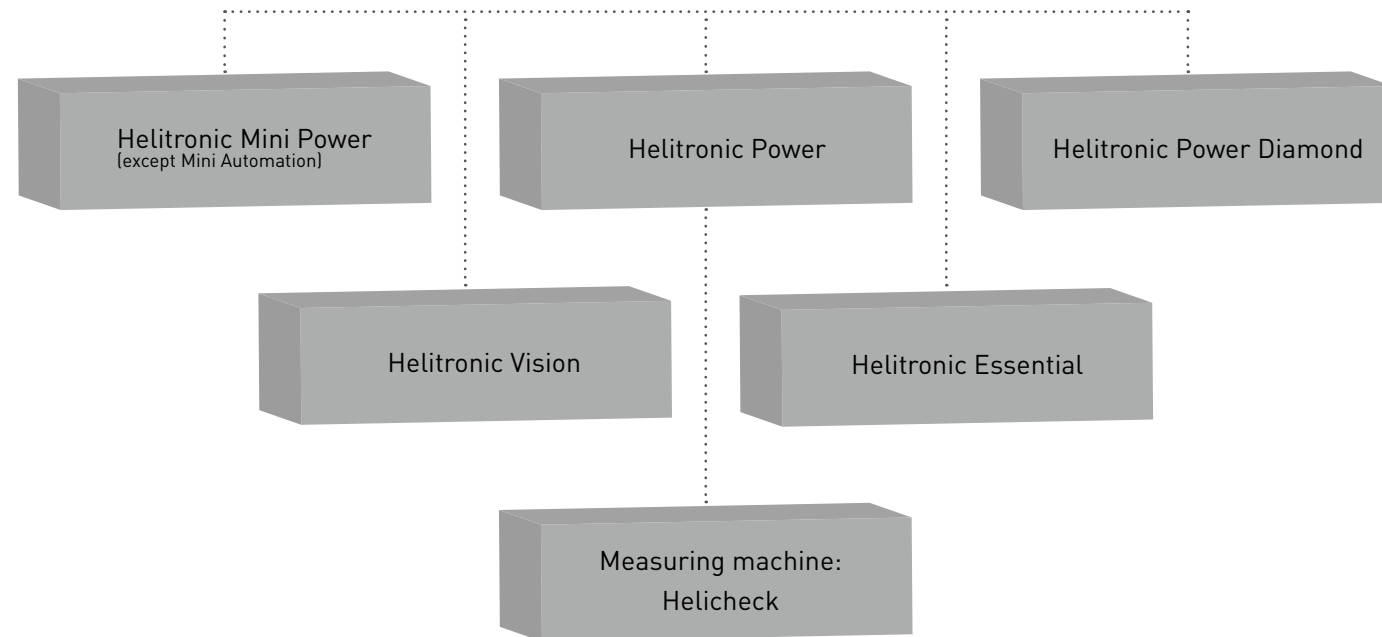 Helitronic Mini Power
(except Mini Automation)
Helitronic Power
Helitronic Power Diamond
Helitronic Vision
Helitronic Essential
Measuring machine:
Helicheck